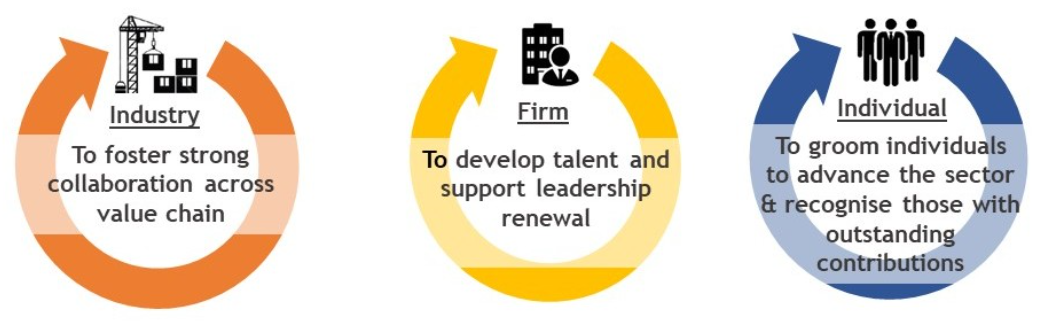 Industry
To foster strong
collaboration across
value chain
Firm
To develop talent and
support leadership
renewal
Individual
To groom individuals
to advance the sector
& recognise those with
outstanding
contributions